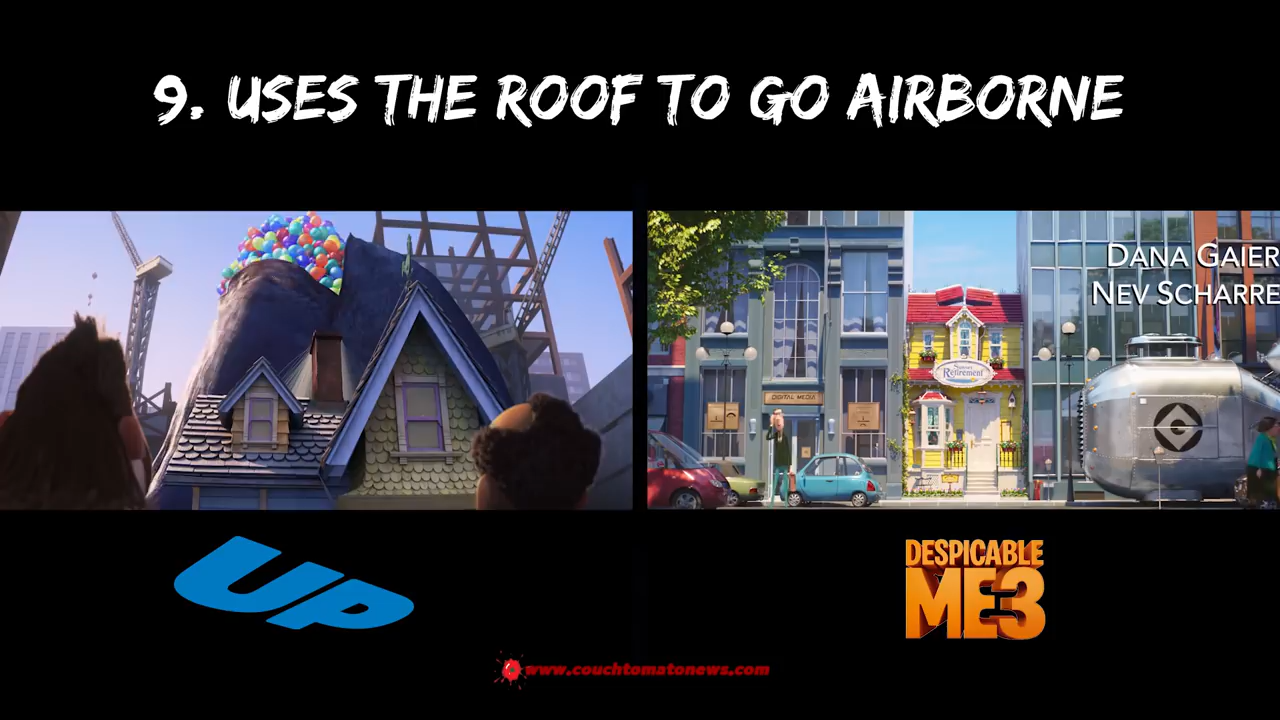 9. USES THE ROOF TO GO AIRBORNE
DANA GAIER
NEV SCHARRE
DIGITAL MEDIA
Retirement
UP
DESPICABLE
ME3
www.couchtomatonews.com